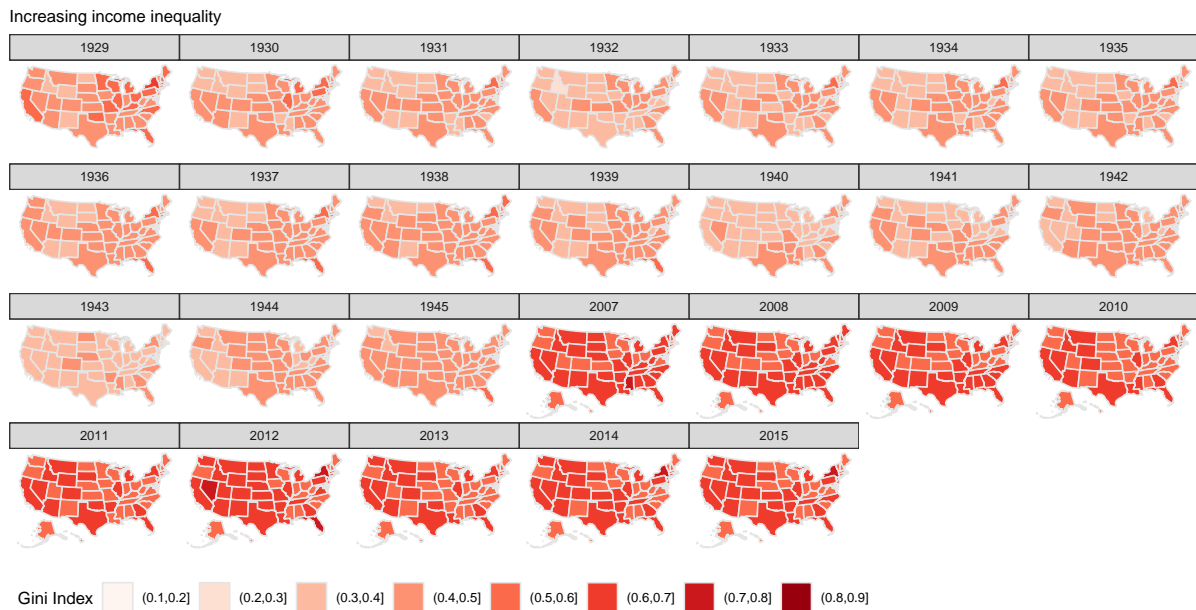 Increasing income inequality
1929 1930 1931 1932 1933 1934 1935
1936 1937 1938 1939 1940 1941 1942
1943 1944 1945 2007 2008 2009 2010
2011 2012 2013 2014 2015
Gini Index (0.1,0.2] (0.2,0.3] (0.3,0.4] (0.4,0.5] (0.5,0.6] (0.6,0.7] (0.7,0.8] (0.8,0.9]